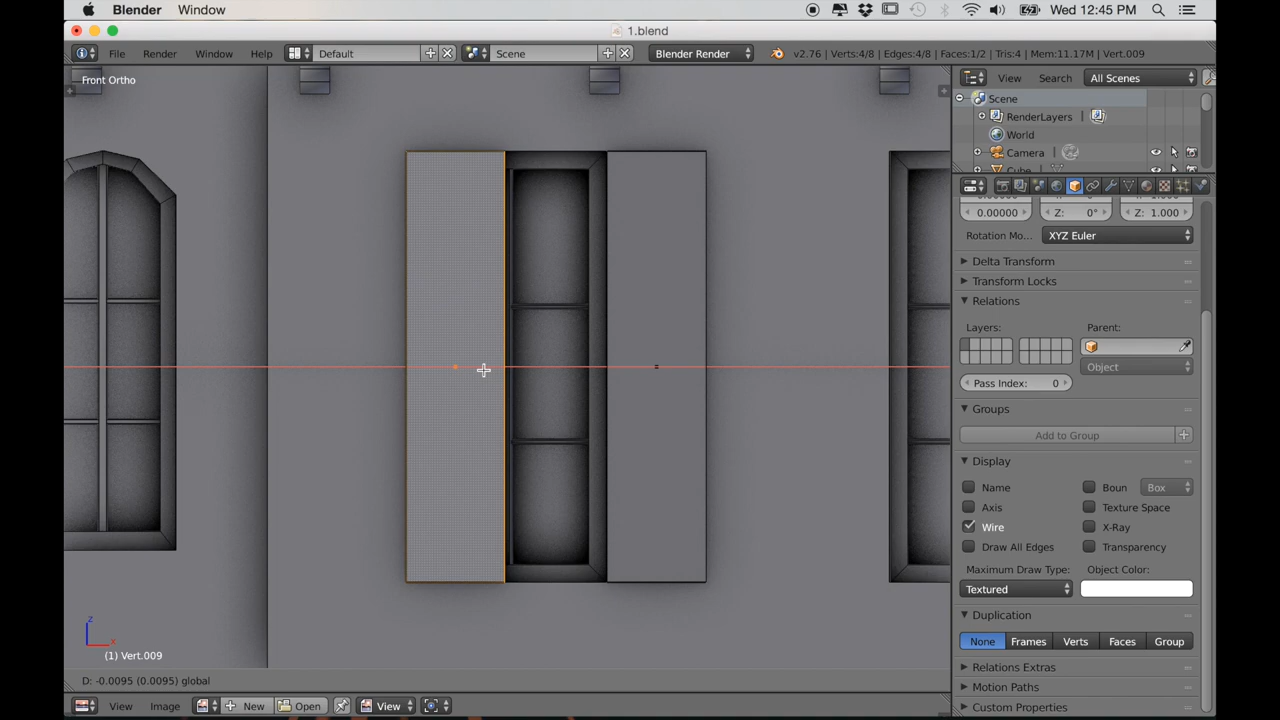 Blender Window Wed 12:45 PM
1.blend
File Render Window Help Default Scene Blender Render v2.76 | Verts:4/8 | Edges:4/8 | Faces:1/2 | Tris:4 | Mem:11.17M | Vert.009
Front Ortho
View Search All Scenes
Scene
RenderLayers
World
Camera
Cube
0.00000 Z: 0° Z: 1.000
Rotation Mo... XYZ Euler
Delta Transform
Transform Locks
Relations
Layers: Parent:
Object
Pass Index: 0
Groups
Add to Group
Display
Name Boun Box
Axis Texture Space
Wire X-Ray
Draw All Edges Transparency
Maximum Draw Type: Object Color:
Textured
Duplication
None Frames Verts Faces Group
Relations Extras
Motion Paths
Custom Properties
z
x
(1) Vert.009
D: -0.0095 (0.0095) global
View Image New Open View